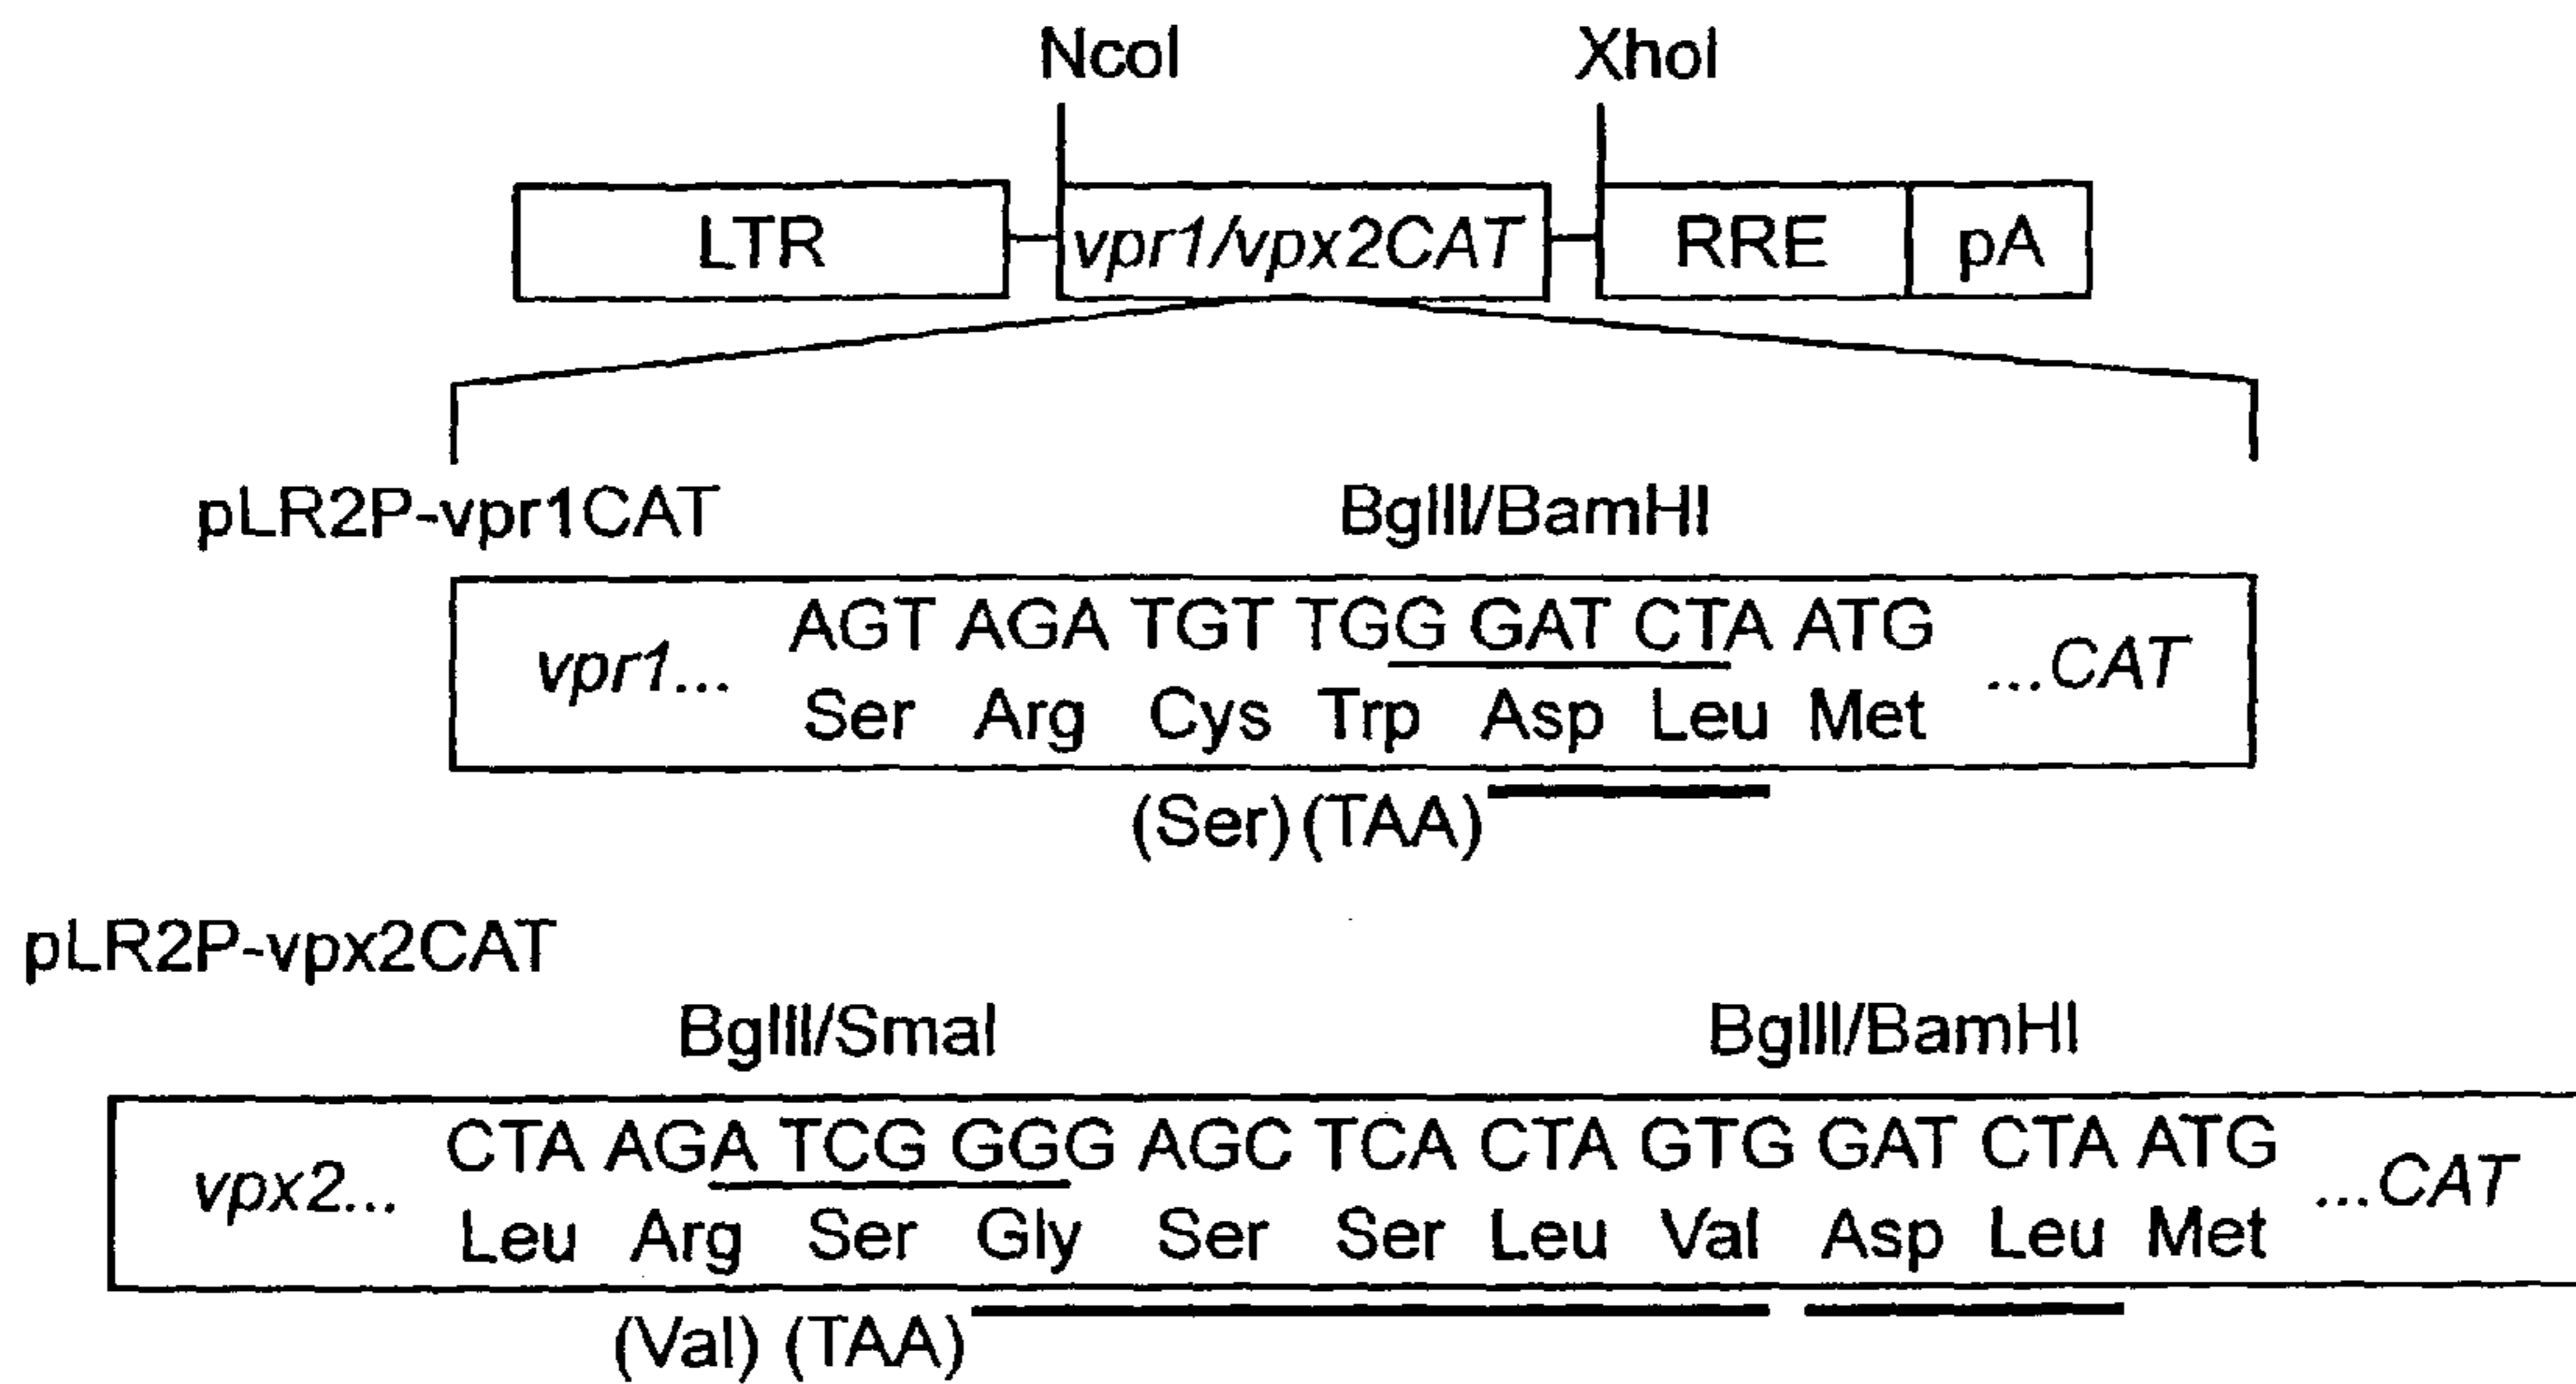 NcoI XhoI
LTR vpr1/vpx2CAT RRE pA
pLR2P-vpr1CAT BglII/BamHI
AGT AGA TGT TGG GAT CTA ATG
vpr1... ...CAT
Ser Arg Cys Trp Asp Leu Met
(Ser) (TAA)
pLR2P-vpx2CAT
BglII/SmaI BglII/BamHI
CTA AGA TCG GGG AGC TCA CTA GTG GAT CTA ATG
vpx2... ...CAT
Leu Arg Ser Gly Ser Ser Leu Val Asp Leu Met
(Val) (TAA)